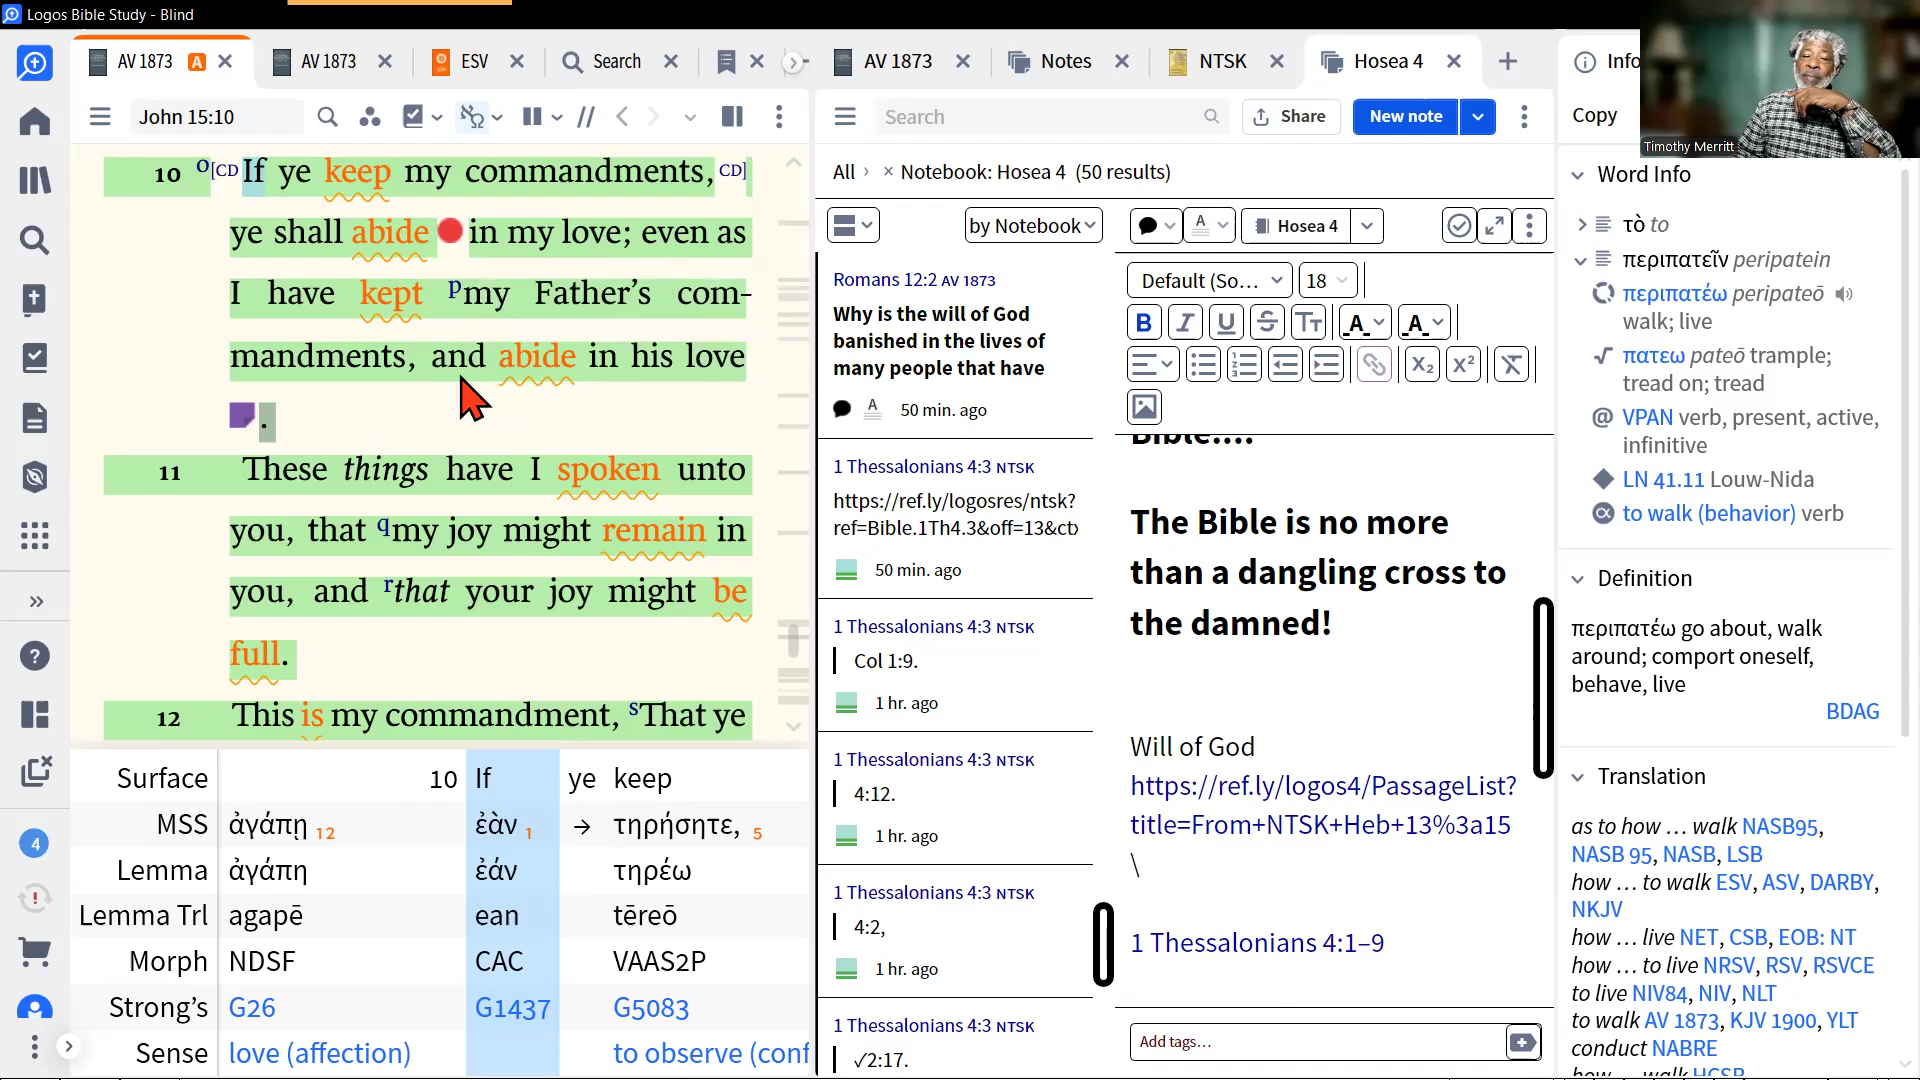 Logos Bible Study - Blind
AV 1873 A
AV 1873
ESV
Search
John 15:10
10 o[CD If ye keep my commandments, CD]
ye shall abide in my love; even as
I have kept pmy Father’s com-
mandments, and abide in his love
.
11 These things have I spoken unto
you, that qmy joy might remain in
you, and rthat your joy might be
full.
12 This is my commandment, sThat ye
Surface 10 If ye keep
MSS ἀγάπῃ 12 ἐὰν 1 → τηρήσητε, 5
Lemma ἀγάπη ἐάν τηρέω
Lemma Trl agapē ean tēreō
Morph NDSF CAC VAAS2P
Strong’s G26 G1437 G5083
Sense love (affection) to observe (conf
4
AV 1873
Notes
NTSK
Hosea 4
Search
Share
New note
All › × Notebook: Hosea 4 (50 results)
by Notebook
Romans 12:2 AV 1873
Why is the will of God
banished in the lives of
many people that have
50 min. ago
1 Thessalonians 4:3 NTSK
https://ref.ly/logosres/ntsk?
ref=Bible.1Th4.3&off=13&ctx
50 min. ago
1 Thessalonians 4:3 NTSK
Col 1:9.
1 hr. ago
1 Thessalonians 4:3 NTSK
4:12.
1 hr. ago
1 Thessalonians 4:3 NTSK
4:2,
1 hr. ago
1 Thessalonians 4:3 NTSK
✓2:17.
Hosea 4
Default (So…
18
B I U S Tт A A
X₂ X²
Bible....
The Bible is no more
than a dangling cross to
the damned!
Will of God
https://ref.ly/logos4/PassageList?
title=From+NTSK+Heb+13%3a15
\
1 Thessalonians 4:1–9
Add tags…
Info
Copy
Timothy Merritt
Word Info
τὸ to
περιπατεῖν peripatein
περιπατέω peripateō
walk; live
πατεω pateō trample;
tread on; tread
@ VPAN verb, present, active,
infinitive
LN 41.11 Louw-Nida
to walk (behavior) verb
Definition
περιπατέω go about, walk
around; comport oneself,
behave, live
BDAG
Translation
as to how … walk NASB95,
NASB 95, NASB, LSB
how … to walk ESV, ASV, DARBY,
NKJV
how … live NET, CSB, EOB: NT
how … to live NRSV, RSV, RSVCE
to live NIV84, NIV, NLT
to walk AV 1873, KJV 1900, YLT
conduct NABRE
how … walk HCSB